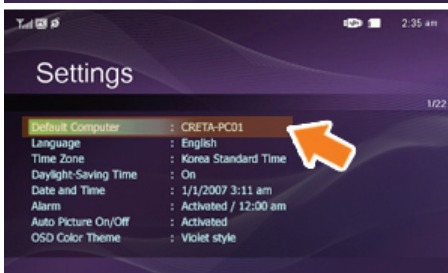 2:35 am
Settings
1/22
Default Computer : CRETA-PC01
Language : English
Time Zone : Korea Standard Time
Daylight-Saving Time : On
Date and Time : 1/1/2007 3:11 am
Alarm : Activated / 12:00 am
Auto Picture On/Off : Activated
OSD Color Theme : Violet style